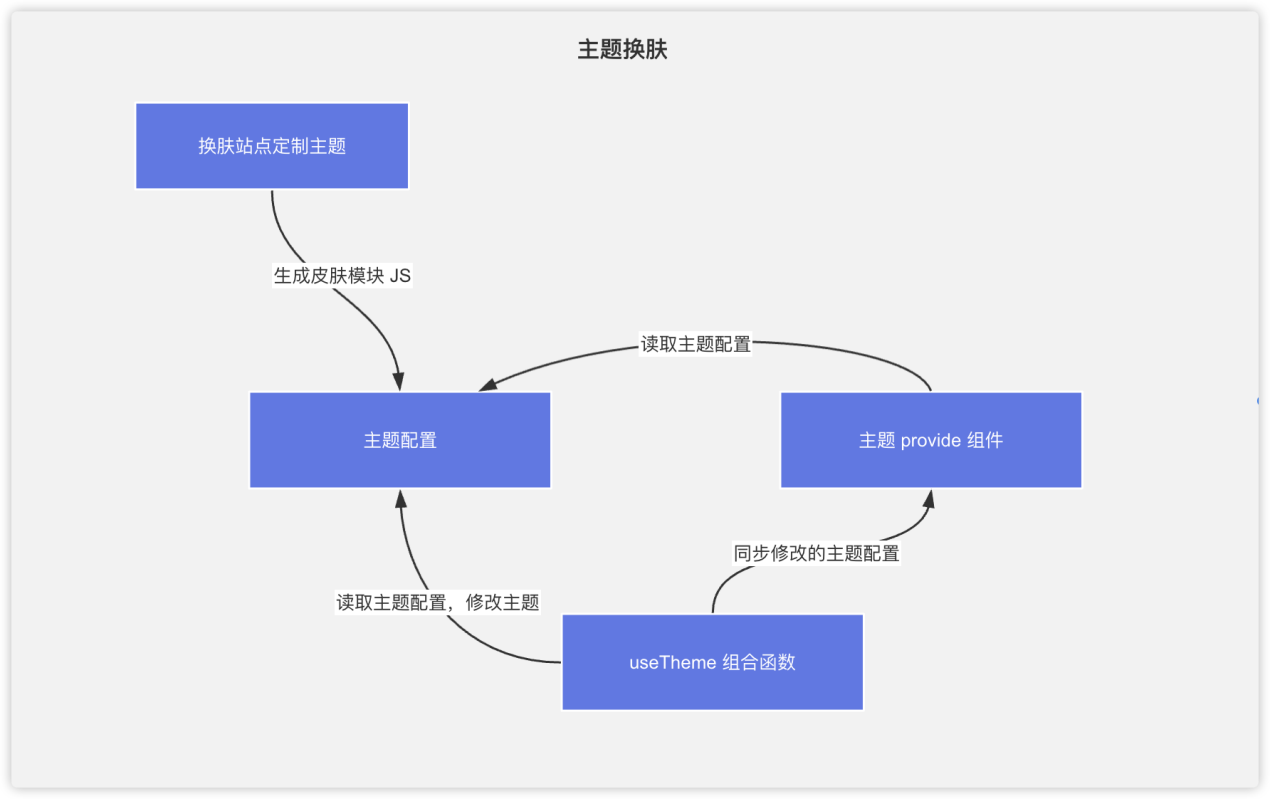 主题换肤
换肤站点定制主题
生成皮肤模块 JS
读取主题配置
主题配置
主题 provide 组件
同步修改的主题配置
读取主题配置，修改主题
useTheme 组合函数